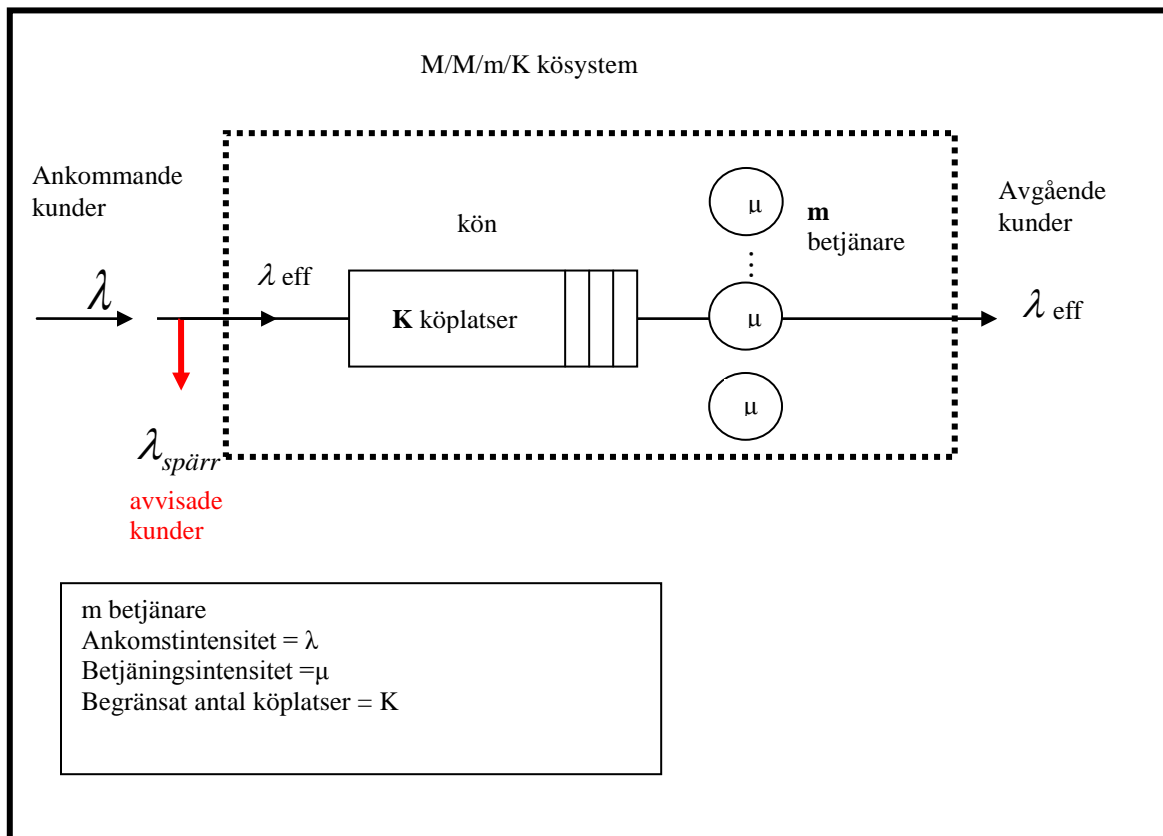 M/M/m/K kösystem
Ankommande
kunder
λ
λ eff
kön
K köplatser
μ
μ
μ
m
betjänare
Avgående
kunder
λ eff
λspärr
avvisade
kunder
m betjänare
Ankomstintensitet = λ
Betjäningsintensitet =μ
Begränsat antal köplatser = K